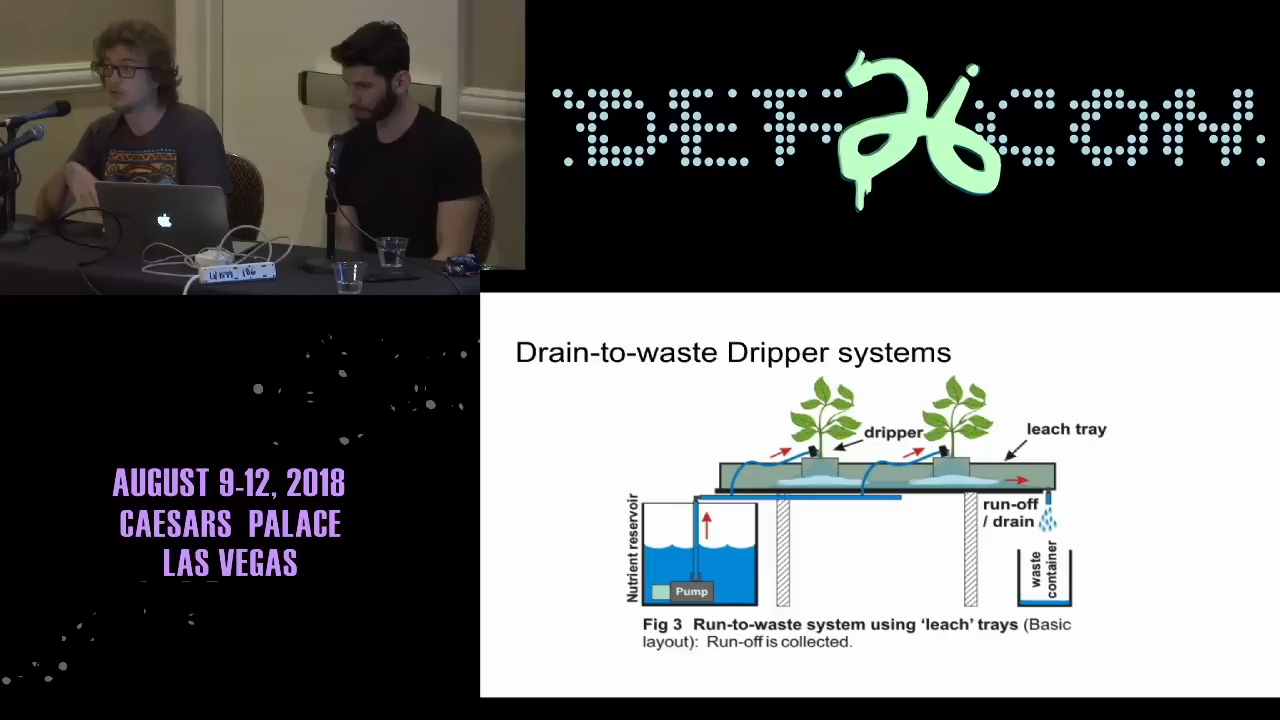 DEF 26 CON
AUGUST 9-12, 2018
CAESARS PALACE
LAS VEGAS
Drain-to-waste Dripper systems
dripper
leach tray
Nutrient reservoir
Pump
run-off
/ drain
waste
container
Fig 3 Run-to-waste system using ‘leach’ trays (Basic
layout): Run-off is collected.